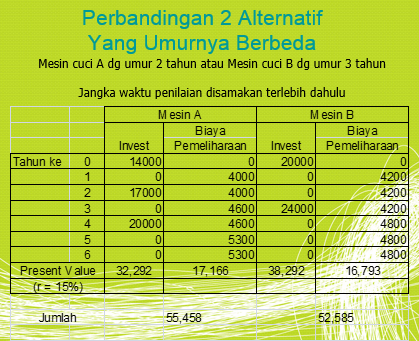 Perbandingan 2 Alternatif
Yang Umurnya Berbeda
Mesin cuci A dg umur 2 tahun atau Mesin cuci B dg umur 3 tahun
Jangka waktu penilaian disamakan terlebih dahulu
Mesin A Mesin B
Biaya Biaya
Invest Pemeliharaan Invest Pemeliharaan
Tahun ke 0 14000 0 20000 0
1 0 4000 0 4200
2 17000 4000 0 4200
3 0 4600 24000 4200
4 20000 4600 0 4800
5 0 5300 0 4800
6 0 5300 0 4800
Present Value 32,292 17,166 38,292 16,793
(r = 15%)
Jumlah 55,458 52,585